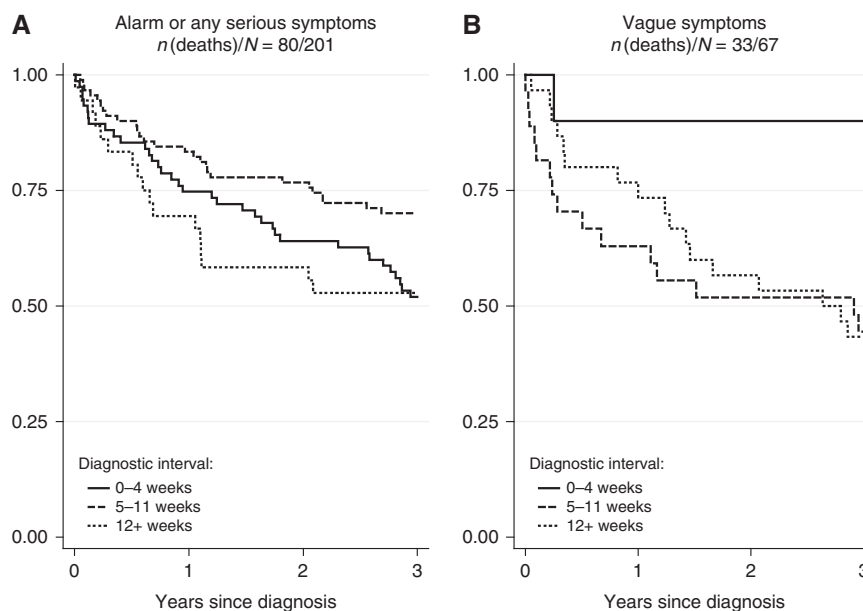 A
Alarm or any serious symptoms
n (deaths)/N = 80/201
1.00
0.75
0.50
0.25
0.00
Diagnostic interval:
0–4 weeks
5–11 weeks
12+ weeks
0 1 2 3
Years since diagnosis
B
Vague symptoms
n (deaths)/N = 33/67
1.00
0.75
0.50
0.25
0.00
Diagnostic interval:
0–4 weeks
5–11 weeks
12+ weeks
0 1 2 3
Years since diagnosis